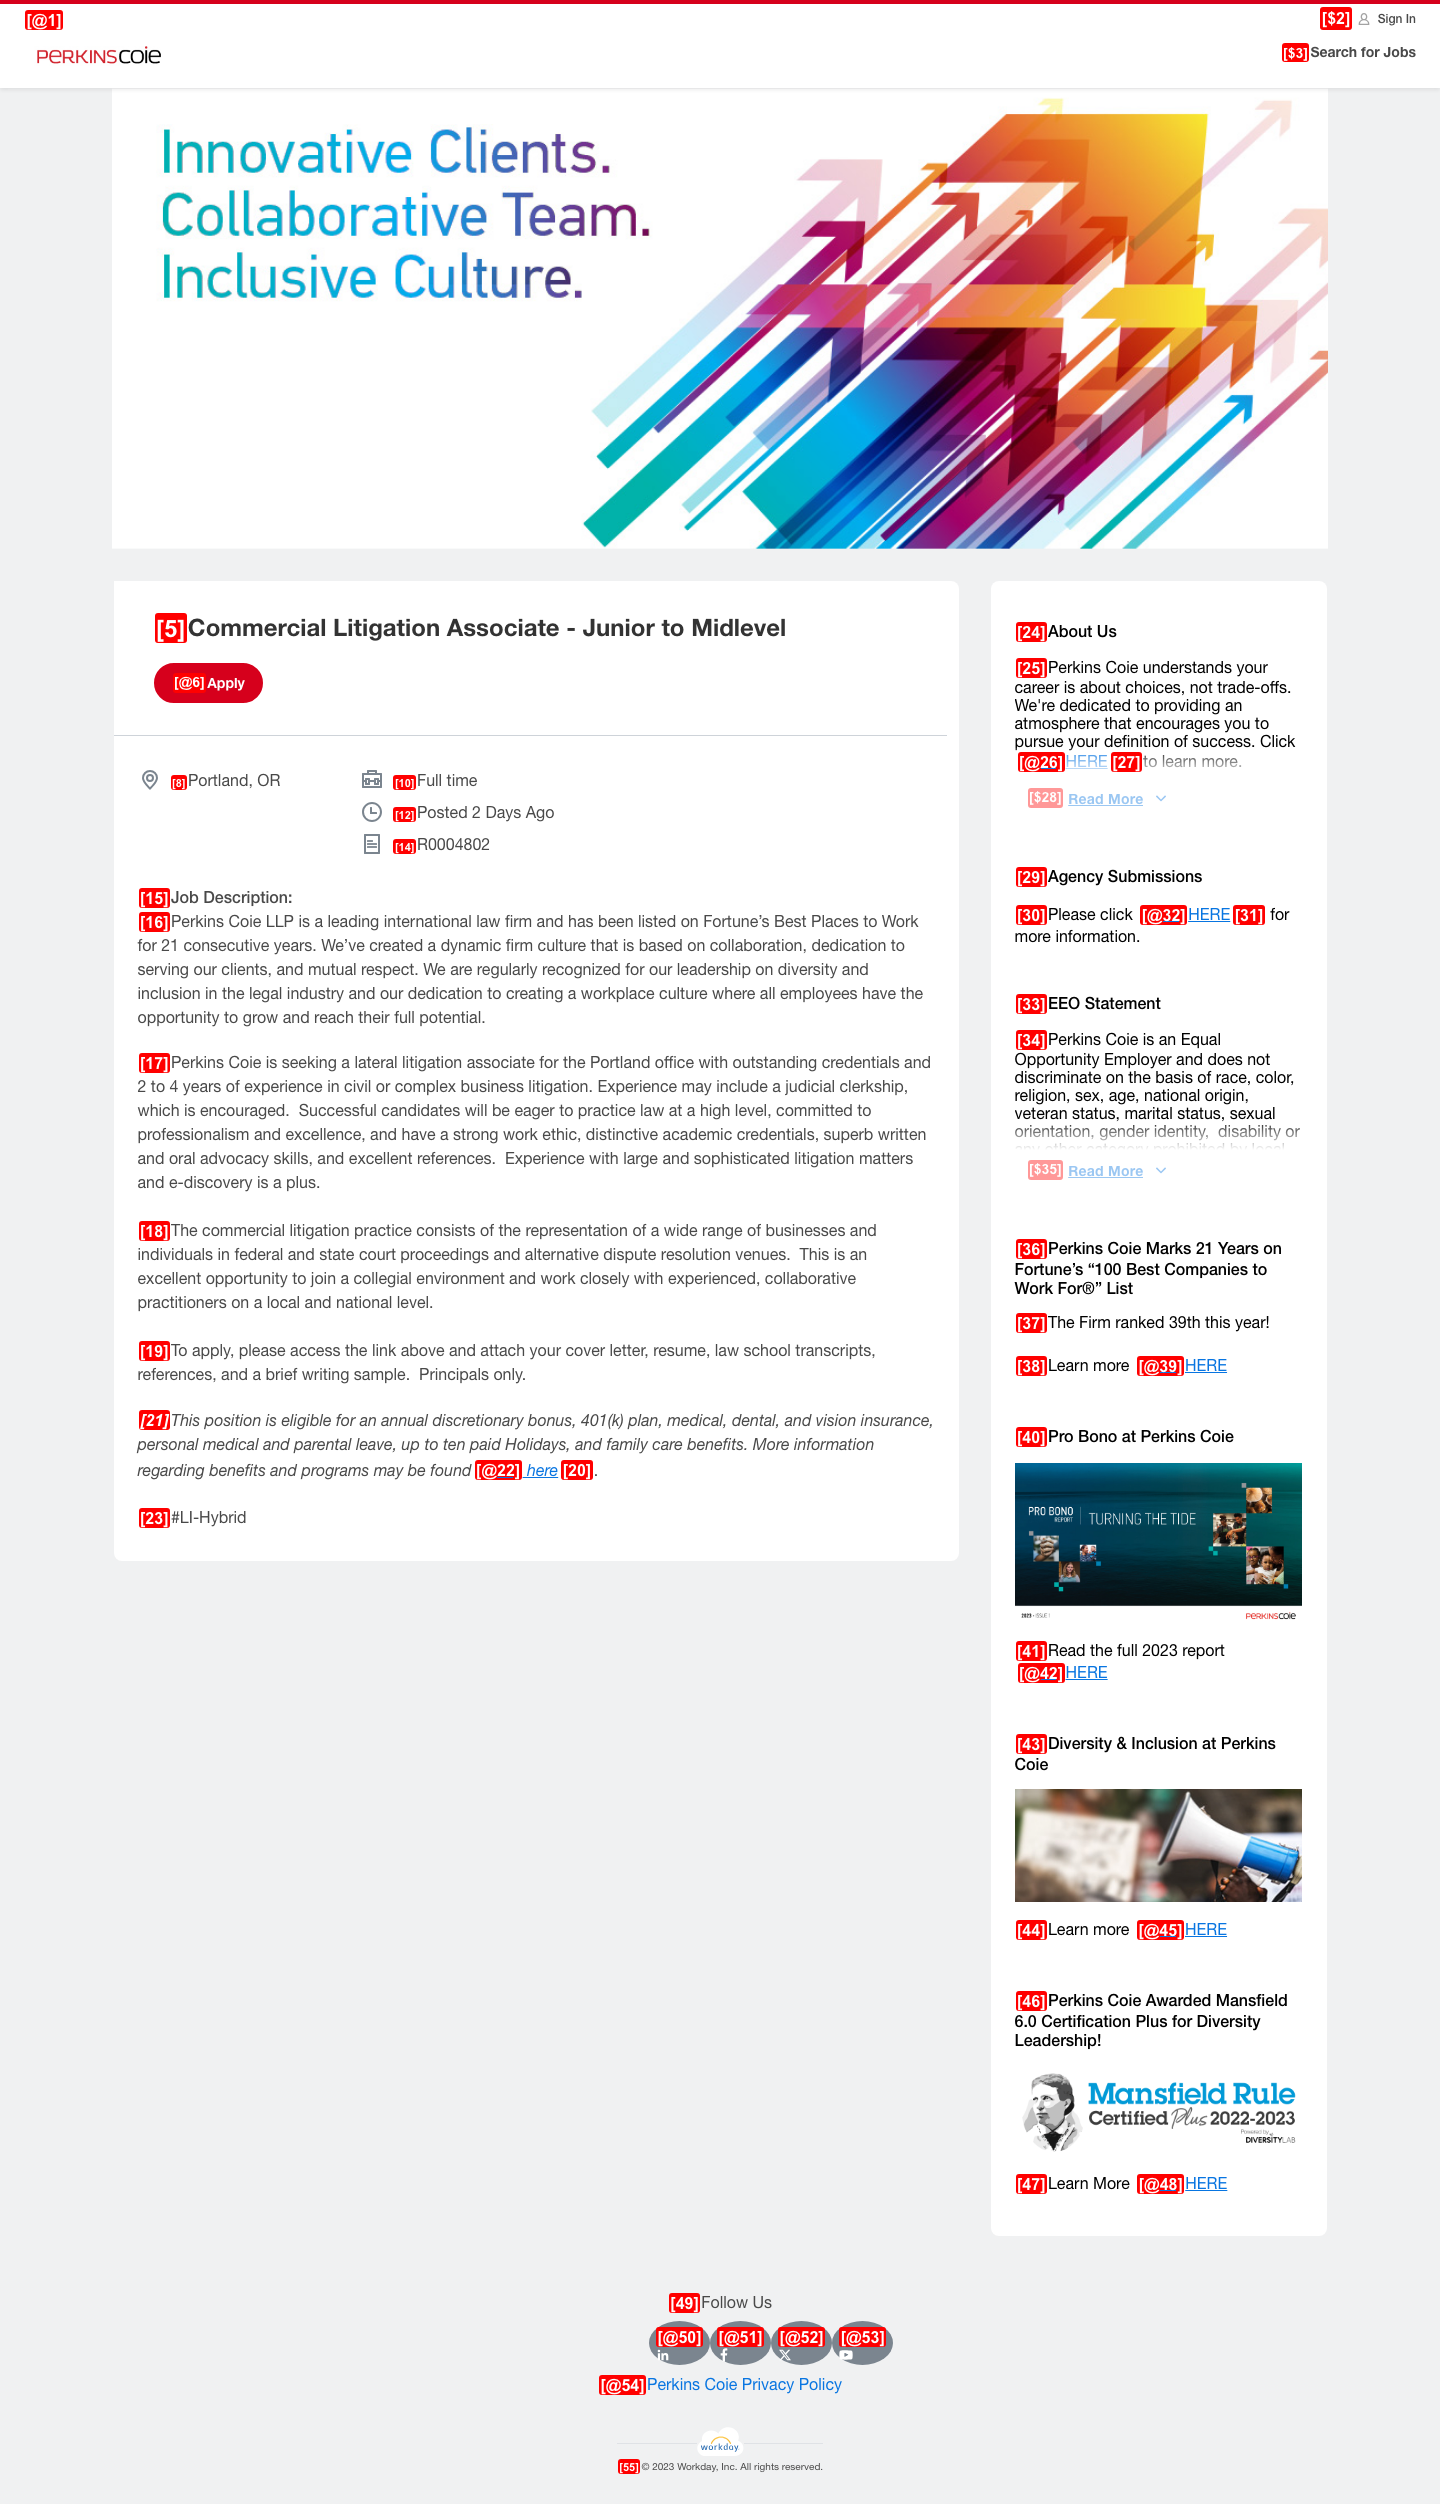 [@1]
[$2] Sign In
PERKINSCOIE
[$3]Search for Jobs
Innovative Clients.
Collaborative Team.
Inclusive Culture.
[5]Commercial Litigation Associate - Junior to Midlevel
[@6]Apply
[8]Portland, OR
[10]Full time
[12]Posted 2 Days Ago
[14]R0004802
[15]Job Description:
[16]Perkins Coie LLP is a leading international law firm and has been listed on Fortune’s Best Places to Work
for 21 consecutive years. We’ve created a dynamic firm culture that is based on collaboration, dedication to
serving our clients, and mutual respect. We are regularly recognized for our leadership on diversity and
inclusion in the legal industry and our dedication to creating a workplace culture where all employees have the
opportunity to grow and reach their full potential.
[17]Perkins Coie is seeking a lateral litigation associate for the Portland office with outstanding credentials and
2 to 4 years of experience in civil or complex business litigation. Experience may include a judicial clerkship,
which is encouraged.  Successful candidates will be eager to practice law at a high level, committed to
professionalism and excellence, and have a strong work ethic, distinctive academic credentials, superb written
and oral advocacy skills, and excellent references.  Experience with large and sophisticated litigation matters
and e-discovery is a plus.
[18]The commercial litigation practice consists of the representation of a wide range of businesses and
individuals in federal and state court proceedings and alternative dispute resolution venues.  This is an
excellent opportunity to join a collegial environment and work closely with experienced, collaborative
practitioners on a local and national level.
[19]To apply, please access the link above and attach your cover letter, resume, law school transcripts,
references, and a brief writing sample.  Principals only.
[21]This position is eligible for an annual discretionary bonus, 401(k) plan, medical, dental, and vision insurance,
personal medical and parental leave, up to ten paid Holidays, and family care benefits. More information
regarding benefits and programs may be found [@22] here [20].
[23]#LI-Hybrid
[24]About Us
[25]Perkins Coie understands your
career is about choices, not trade-offs.
We're dedicated to providing an
atmosphere that encourages you to
pursue your definition of success. Click
[@26]HERE [27]to learn more.
[$28] Read More
[29]Agency Submissions
[30]Please click [@32]HERE [31] for
more information.
[33]EEO Statement
[34]Perkins Coie is an Equal
Opportunity Employer and does not
discriminate on the basis of race, color,
religion, sex, age, national origin,
veteran status, marital status, sexual
orientation, gender identity,  disability or
any other category prohibited by local
[$35] Read More
[36]Perkins Coie Marks 21 Years on
Fortune’s “100 Best Companies to
Work For®” List
[37]The Firm ranked 39th this year!
[38]Learn more [@39]HERE
[40]Pro Bono at Perkins Coie
PRO BONO
REPORT
TURNING THE TIDE
2023 • ISSUE 1
PERKINSCOIE
[41]Read the full 2023 report
[@42]HERE
[43]Diversity & Inclusion at Perkins
Coie
[44]Learn more [@45]HERE
[46]Perkins Coie Awarded Mansfield
6.0 Certification Plus for Diversity
Leadership!
Mansfield Rule
Certified Plus 2022-2023
Powered by
DIVERSITY LAB
[47]Learn More [@48]HERE
[49]Follow Us
[@50] [@51] [@52] [@53]
[@54]Perkins Coie Privacy Policy
workday
[55]© 2023 Workday, Inc. All rights reserved.